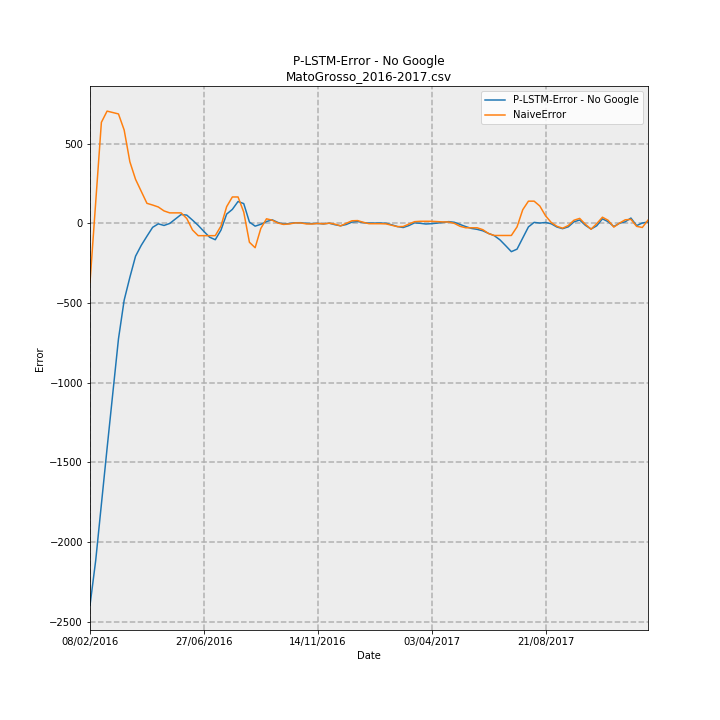 P-LSTM-Error - No Google
MatoGrosso_2016-2017.csv
P-LSTM-Error - No Google
NaiveError
500
0
−500
−1000
−1500
−2000
−2500
Error
08/02/2016
27/06/2016
14/11/2016
03/04/2017
21/08/2017
Date